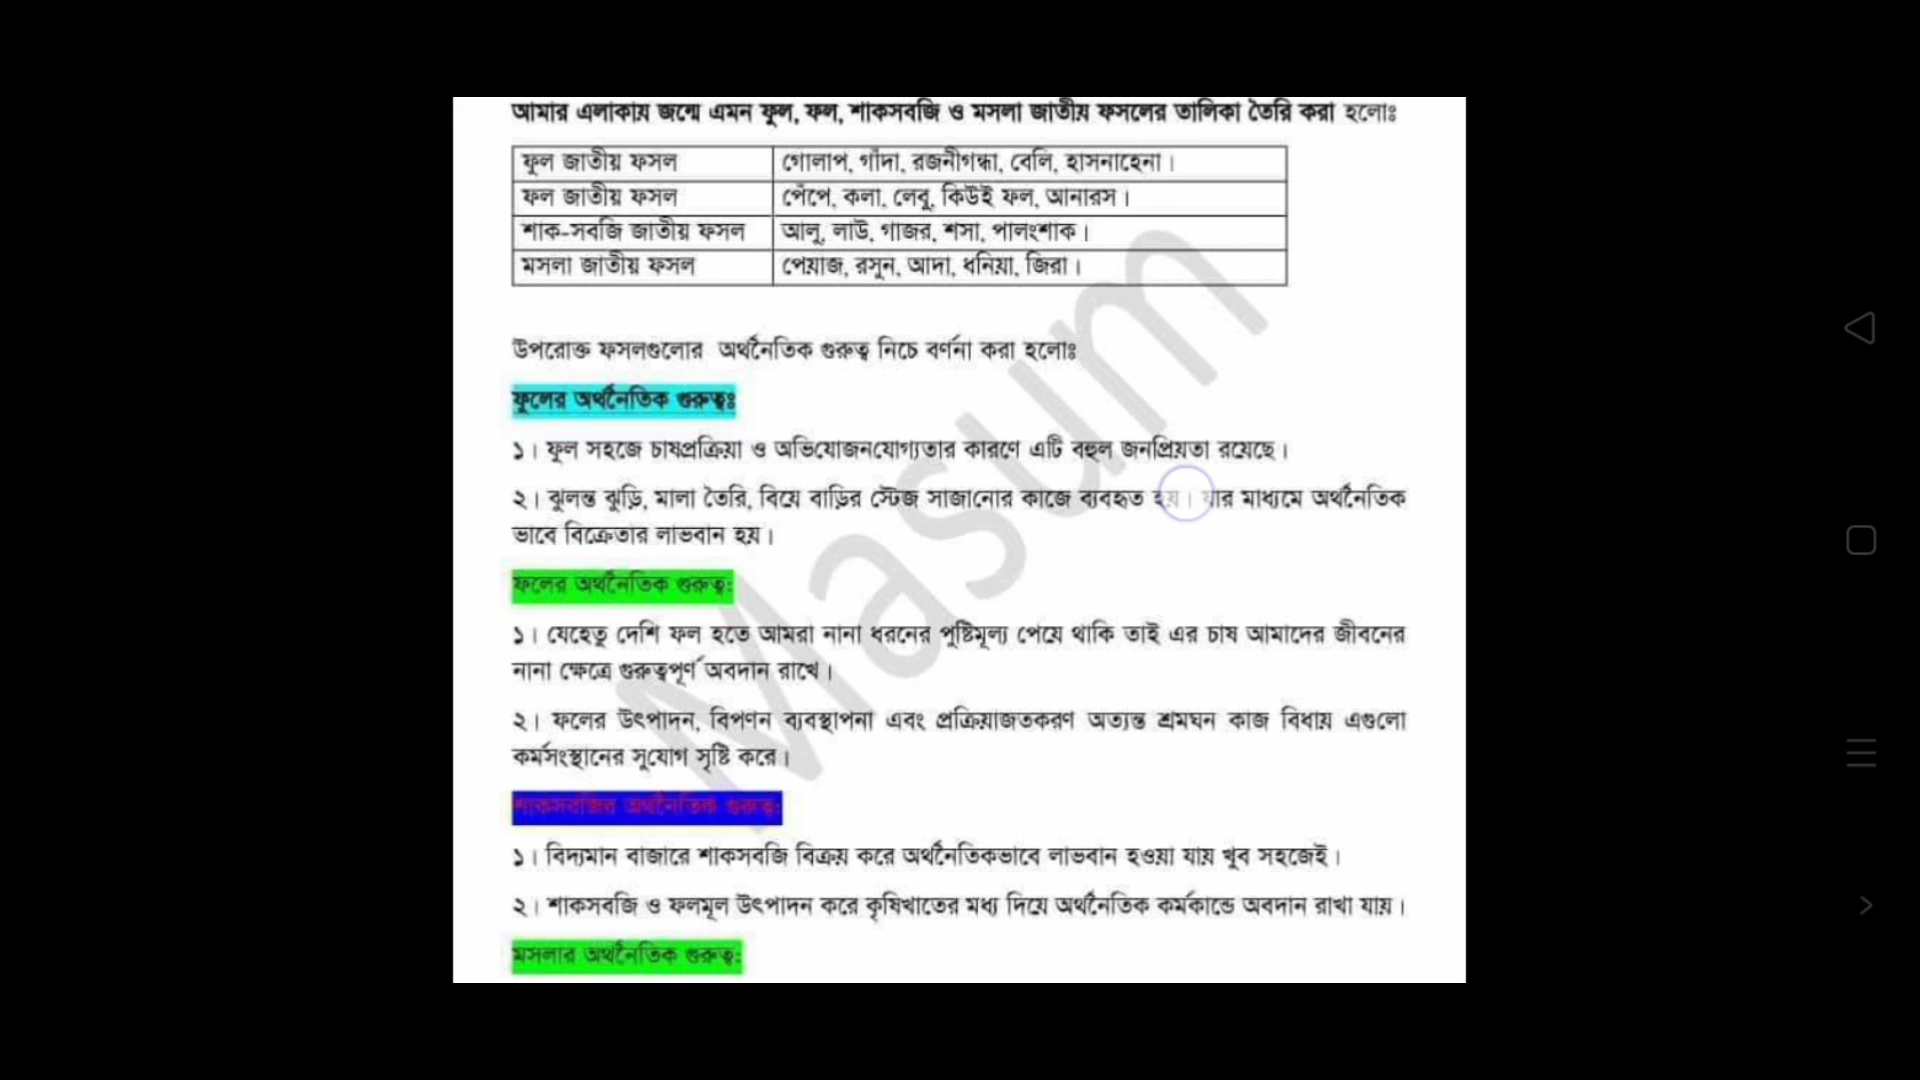 আমার এলাকায় জন্মে এমন ফুল, ফল, শাকসবজি ও মসলা জাতীয় ফসলের তালিকা তৈরি করা হলোঃ
ফুল জাতীয় ফসল গোলাপ, গাঁদা, রজনীগন্ধা, বেলি, হাসনাহেনা।
ফল জাতীয় ফসল পেঁপে, কলা, লেবু, কিউই ফল, আনারস।
শাক-সবজি জাতীয় ফসল আলু, লাউ, গাজর, শসা, পালংশাক।
মসলা জাতীয় ফসল পেয়াজ, রসুন, আদা, ধনিয়া, জিরা।
উপরোক্ত ফসলগুলোর অর্থনৈতিক গুরুত্ব নিচে বর্ণনা করা হলোঃ
ফুলের অর্থনৈতিক গুরুত্বঃ
১। ফুল সহজে চাষপ্রক্রিয়া ও অভিযোজনযোগ্যতার কারণে এটি বহুল জনপ্রিয়তা রয়েছে।
২। ঝুলন্ত ঝুড়ি, মালা তৈরি, বিয়ে বাড়ির স্টেজ সাজানোর কাজে ব্যবহৃত হয়। যার মাধ্যমে অর্থনৈতিক
ভাবে বিক্রেতার লাভবান হয়।
ফলের অর্থনৈতিক গুরুত্ব:
১। যেহেতু দেশি ফল হতে আমরা নানা ধরনের পুষ্টিমূল্য পেয়ে থাকি তাই এর চাষ আমাদের জীবনের
নানা ক্ষেত্রে গুরুত্বপূর্ণ অবদান রাখে।
২। ফলের উৎপাদন, বিপণন ব্যবস্থাপনা এবং প্রক্রিয়াজতকরণ অত্যন্ত শ্রমঘন কাজ বিধায় এগুলো
কর্মসংস্থানের সুযোগ সৃষ্টি করে।
শাকসবজির অর্থনৈতিক গুরুত্ব:
১। বিদ্যমান বাজারে শাকসবজি বিক্রয় করে অর্থনৈতিকভাবে লাভবান হওয়া যায় খুব সহজেই।
২। শাকসবজি ও ফলমূল উৎপাদন করে কৃষিখাতের মধ্য দিয়ে অর্থনৈতিক কর্মকান্ডে অবদান রাখা যায়।
মসলার অর্থনৈতিক গুরুত্ব:
Masum